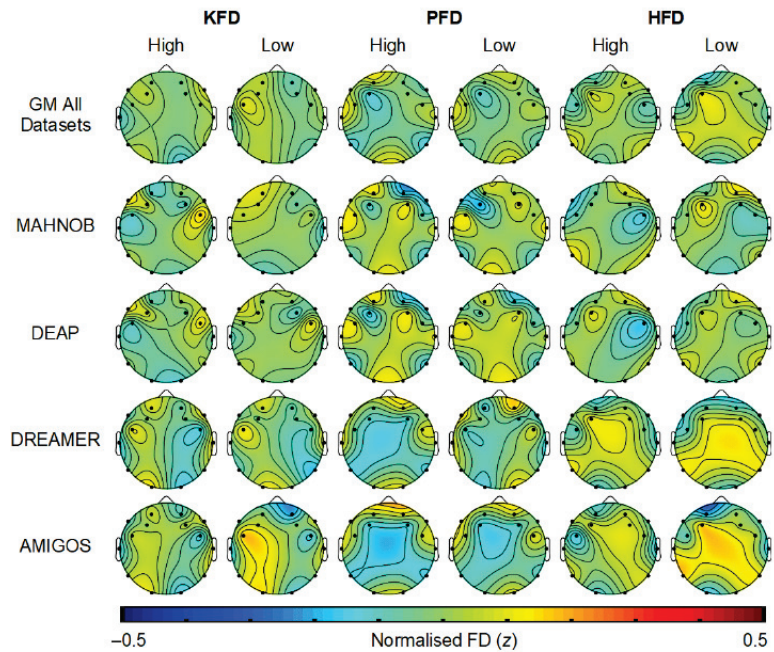 KFD PFD HFD
High Low High Low High Low
GM All
Datasets
MAHNOB
DEAP
DREAMER
AMIGOS
−0.5 Normalised FD (z) 0.5